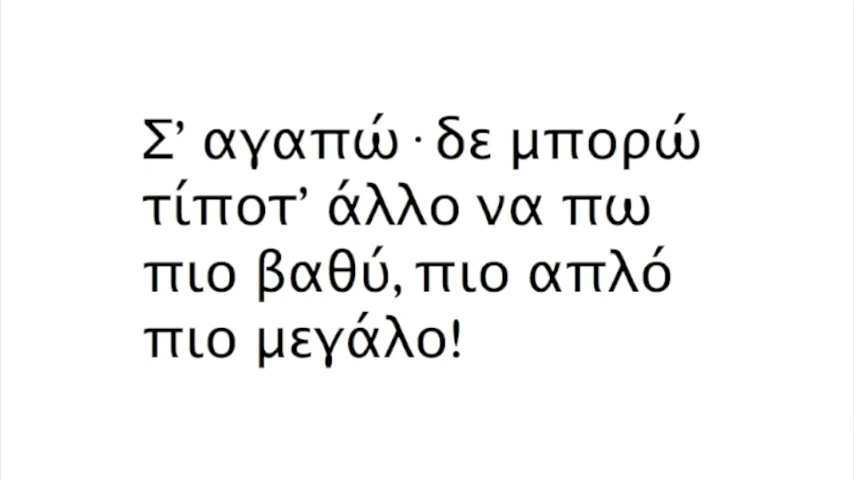 Σ’ αγαπώ · δε μπορώ
τίποτ’ άλλο να πω
πιο βαθύ, πιο απλό
πιο μεγάλο!